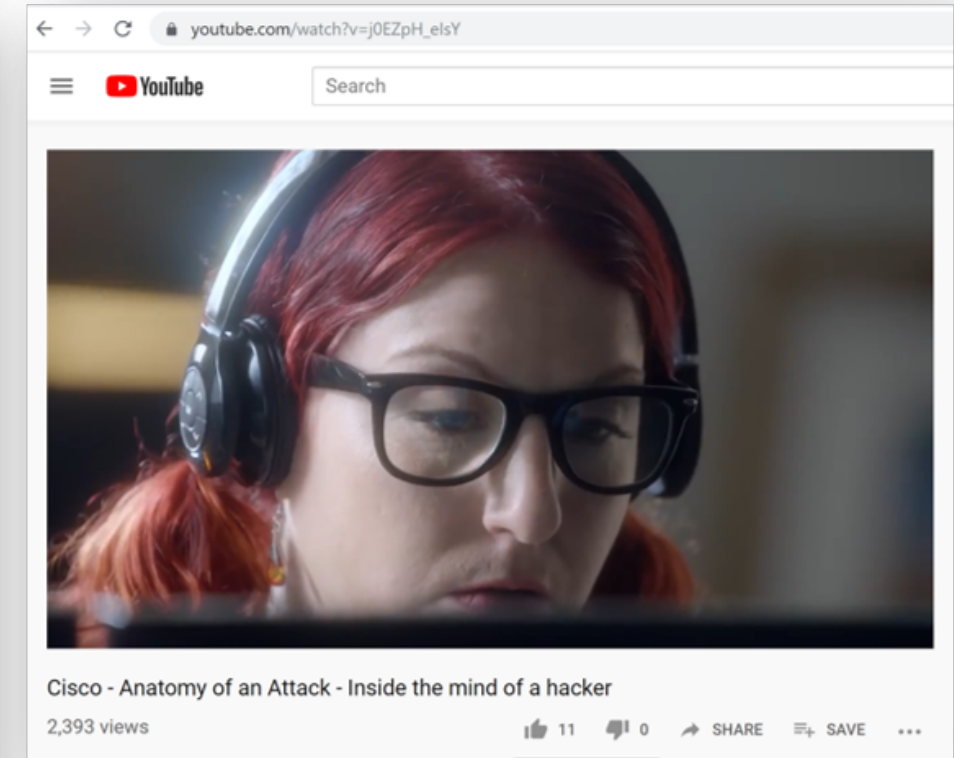 youtube.com/watch?v=j0EZpH_elsY
YouTube
Search
Cisco - Anatomy of an Attack - Inside the mind of a hacker
2,393 views 11 0 SHARE SAVE